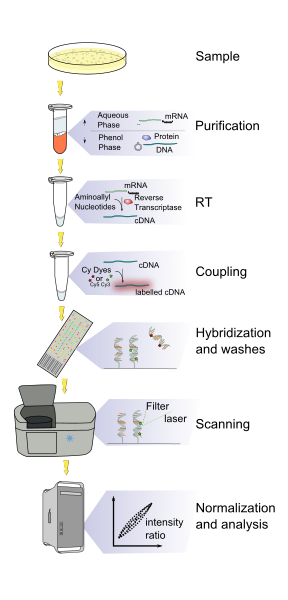 Sample
Aqueous
Phase
mRNA
Phenol
Phase
Protein
DNA
Purification
mRNA
Aminoallyl
Nucleotides
Reverse
Transcriptase
cDNA
RT
cDNA
Cy Dyes
or
Cy5 Cy3
labelled cDNA
Coupling
Hybridization
and washes
Filter
laser
Scanning
intensity
ratio
Normalization
and analysis